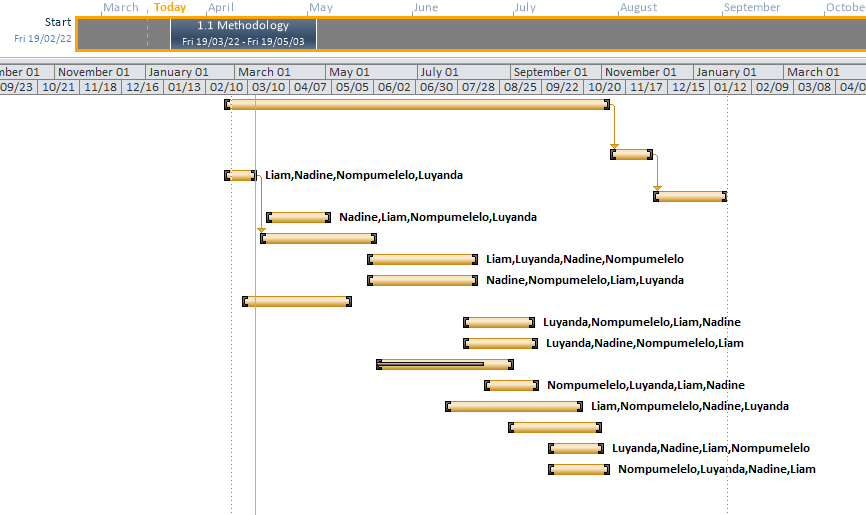 March Today April May June July August September Octobe
Start
Fri 19/02/22
1.1 Methodology
Fri 19/03/22 - Fri 19/05/03
mber 01 November 01 January 01 March 01 May 01 July 01 September 01 November 01 January 01 March 01
09/23 10/21 11/18 12/16 01/13 02/10 03/10 04/07 05/05 06/02 06/30 07/28 08/25 09/22 10/20 11/17 12/15 01/12 02/09 03/08 04/0
Liam,Nadine,Nompumelelo,Luyanda
Nadine,Liam,Nompumelelo,Luyanda
Liam,Luyanda,Nadine,Nompumelelo
Nadine,Nompumelelo,Liam,Luyanda
Luyanda,Nompumelelo,Liam,Nadine
Luyanda,Nadine,Nompumelelo,Liam
Nompumelelo,Luyanda,Liam,Nadine
Liam,Nompumelelo,Nadine,Luyanda
Luyanda,Nadine,Liam,Nompumelelo
Nompumelelo,Luyanda,Nadine,Liam